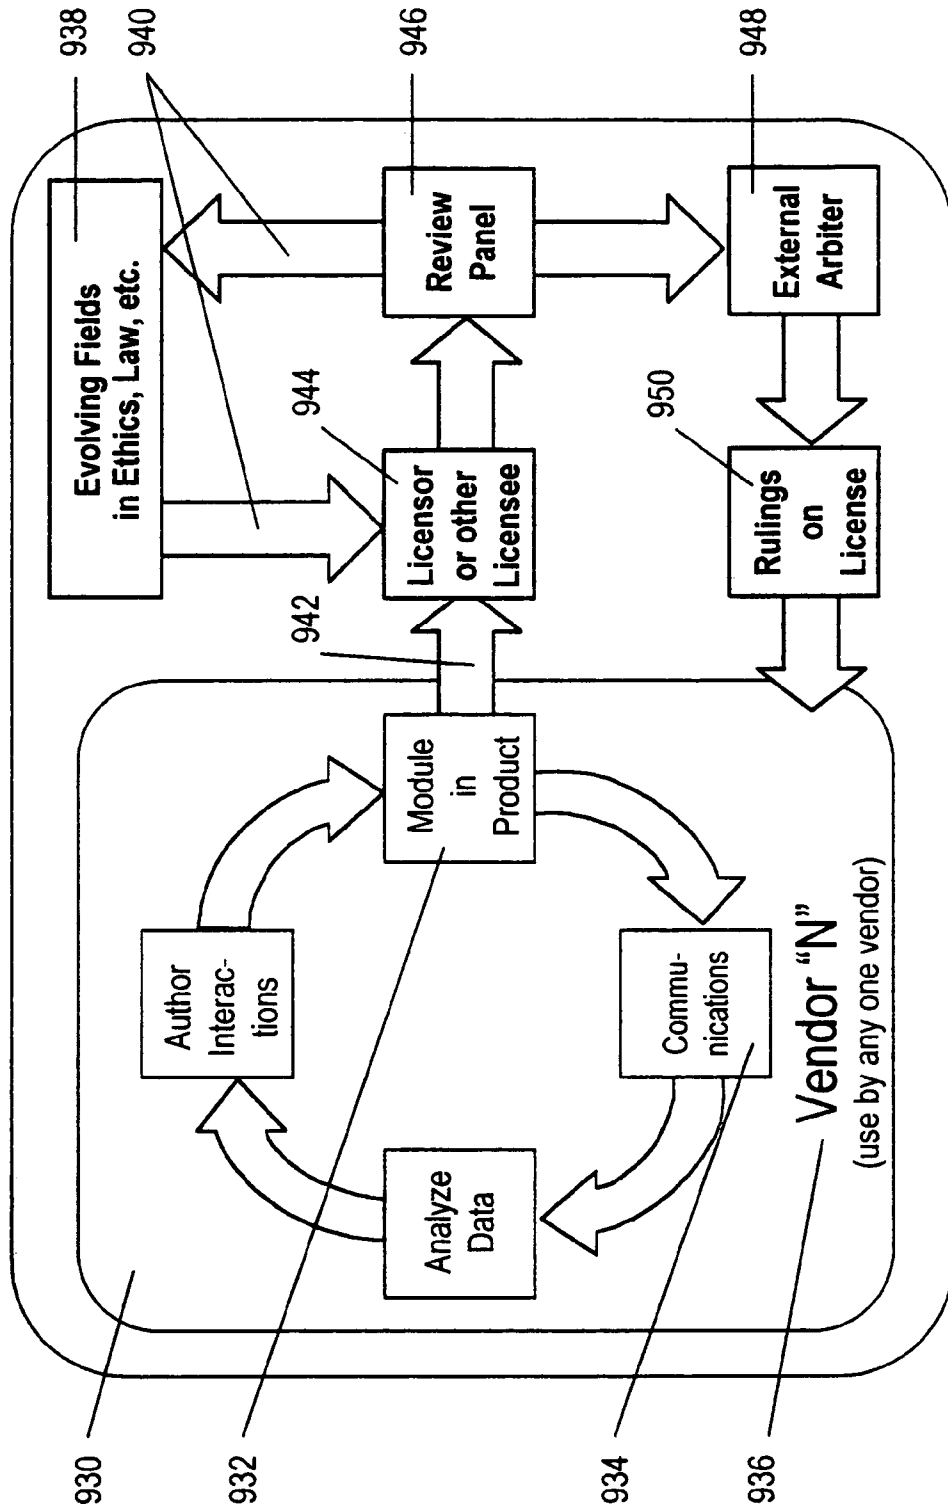 938
940
946
948
Evolving Fields
in Ethics, Law, etc.
Review
Panel
External
Arbiter
944
950
Licensor
or other
Licensee
Rulings
on
License
942
Module
in
Product
Author
Interac-
tions
Commu-
nications
Analyze
Data
Vendor “N”
(use by any one vendor)
930
932
934
936